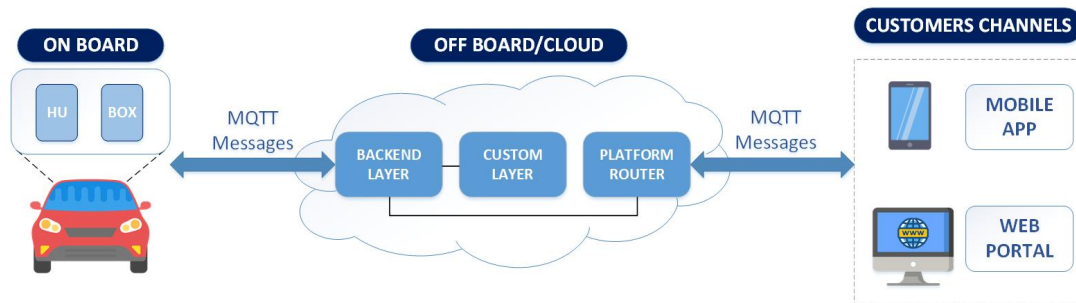 ON BOARD
HU
BOX
MQTT
Messages
OFF BOARD/CLOUD
BACKEND
LAYER
CUSTOM
LAYER
PLATFORM
ROUTER
MQTT
Messages
CUSTOMERS CHANNELS
MOBILE
APP
WWW
WEB
PORTAL